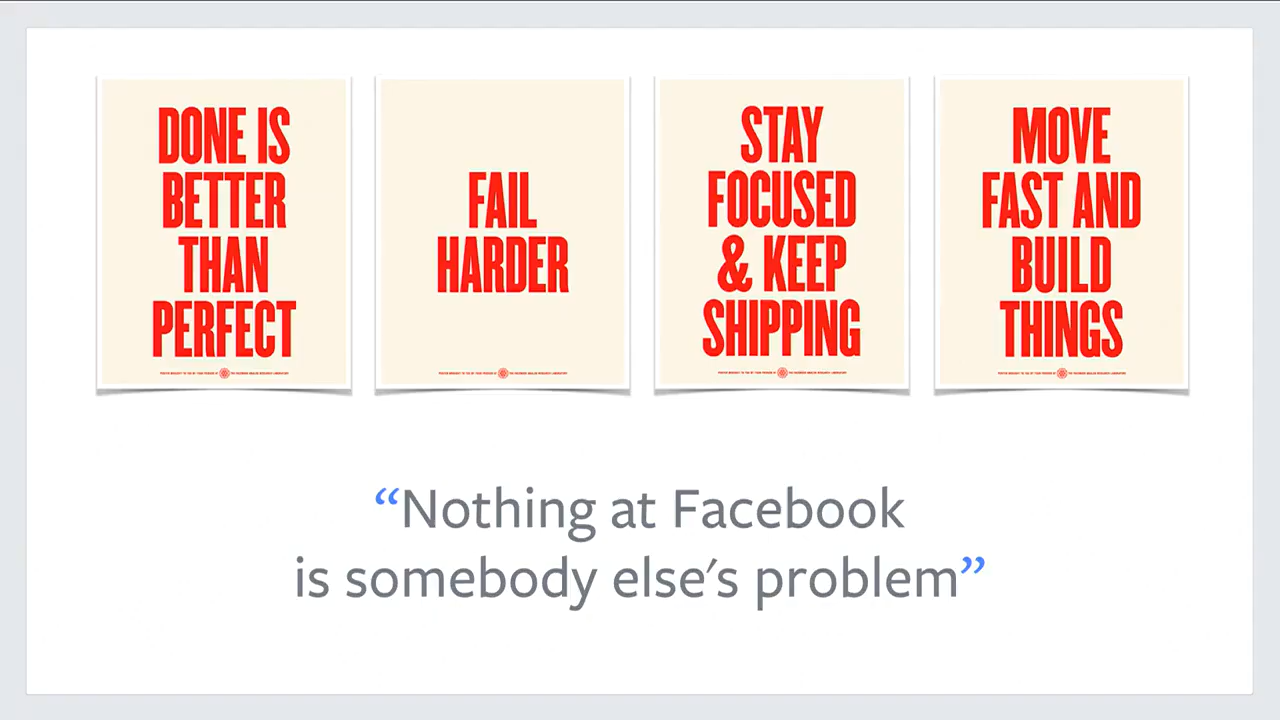 DONE IS
BETTER
THAN
PERFECT
FAIL
HARDER
STAY
FOCUSED
& KEEP
SHIPPING
MOVE
FAST AND
BUILD
THINGS
“Nothing at Facebook
is somebody else's problem”